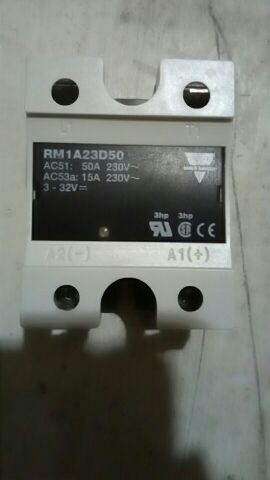 RM1A23D50
AC51: 50A 230V~
AC53a: 15A 230V~
3 - 32V⎓
3hp 3hp
A2(-) A1(+)